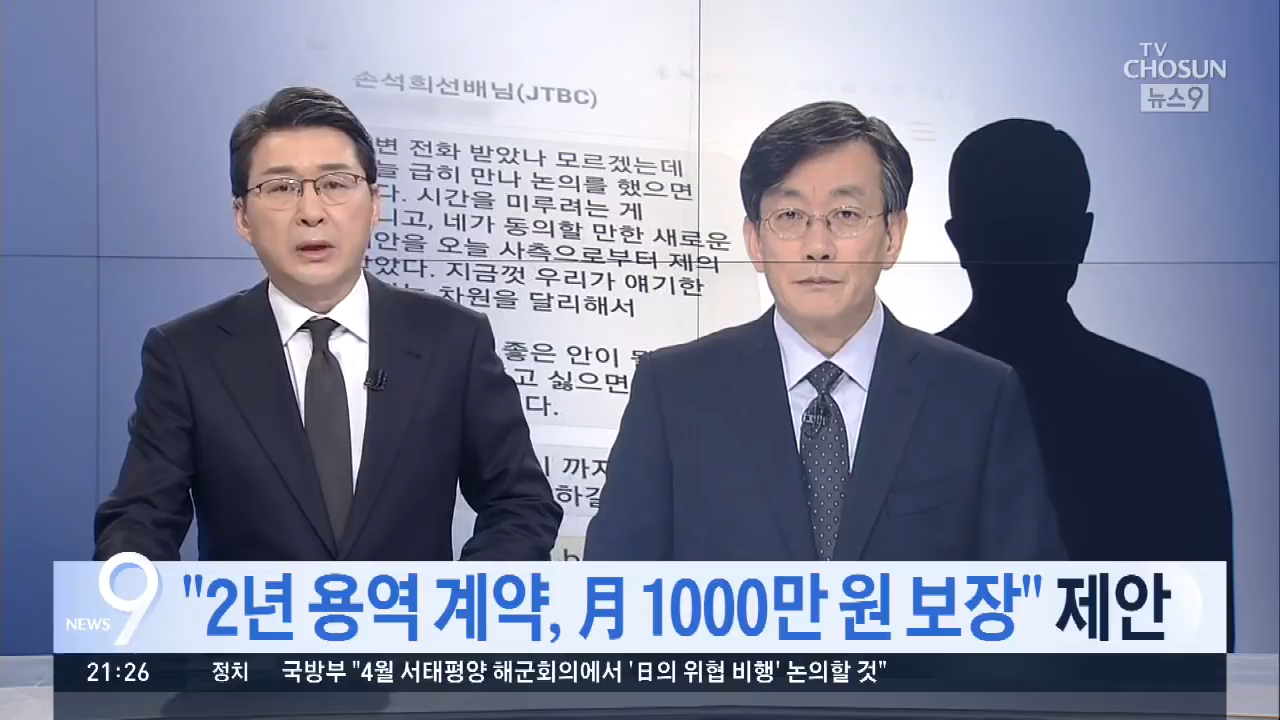 TV
CHOSUN
뉴스9
손석희선배님(JTBC)
변 전화 받았나 모르겠는데
늘 급히 만나 논의를 했으면
다. 시간을 미루려는 게
니고, 네가 동의할 만한 새로운
안을 오늘 사측으로부터 제의
았다. 지금껏 우리가 얘기한
차원을 달리해서
좋은 안이 될
고 싫으면
다.
까지
하길
NEWS 9
"2년 용역 계약, 月 1000만 원 보장" 제안
21:26 정치 국방부 "4월 서태평양 해군회의에서 '日의 위협 비행' 논의할 것"